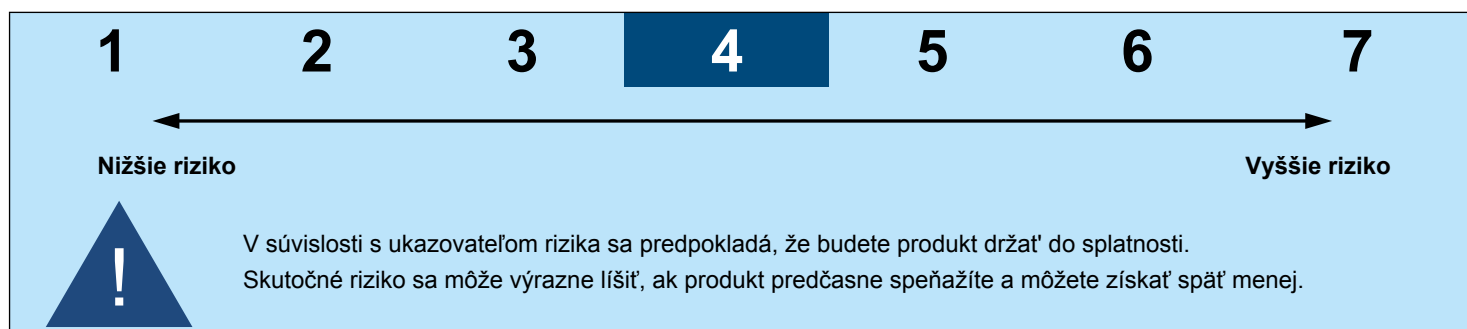 1 2 3 4 5 6 7
Nižšie riziko Vyššie riziko
!
V súvislosti s ukazovateľom rizika sa predpokladá, že budete produkt držat' do splatnosti.
Skutočné riziko sa môže výrazne líšiť, ak produkt predčasne speňažíte a môžete získať späť menej.